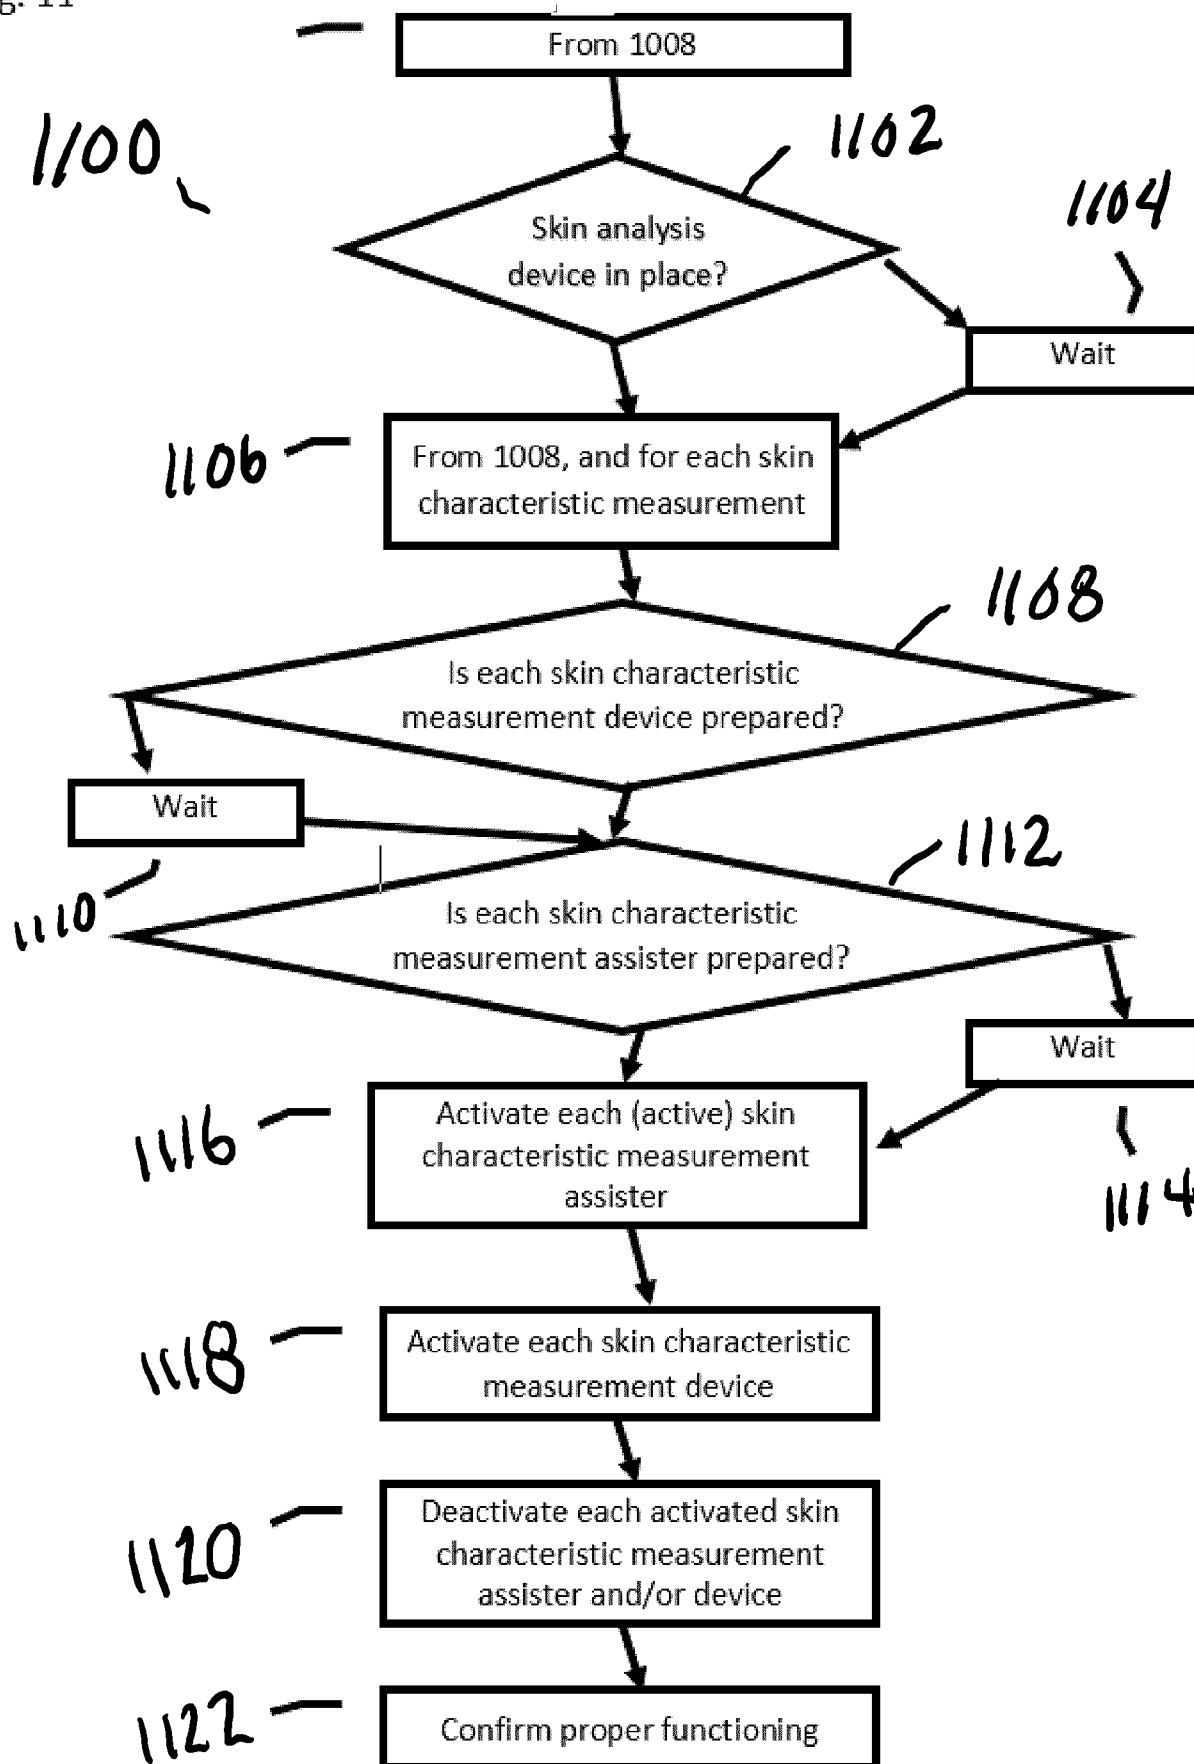 g. 11
From 1008
1100
1102
Skin analysis
device in place?
1104
Wait
1106
From 1008, and for each skin
characteristic measurement
1108
Is each skin characteristic
measurement device prepared?
Wait
1110
1112
Is each skin characteristic
measurement assister prepared?
Wait
1114
1116
Activate each (active) skin
characteristic measurement
assister
1118
Activate each skin characteristic
measurement device
1120
Deactivate each activated skin
characteristic measurement
assister and/or device
1122
Confirm proper functioning